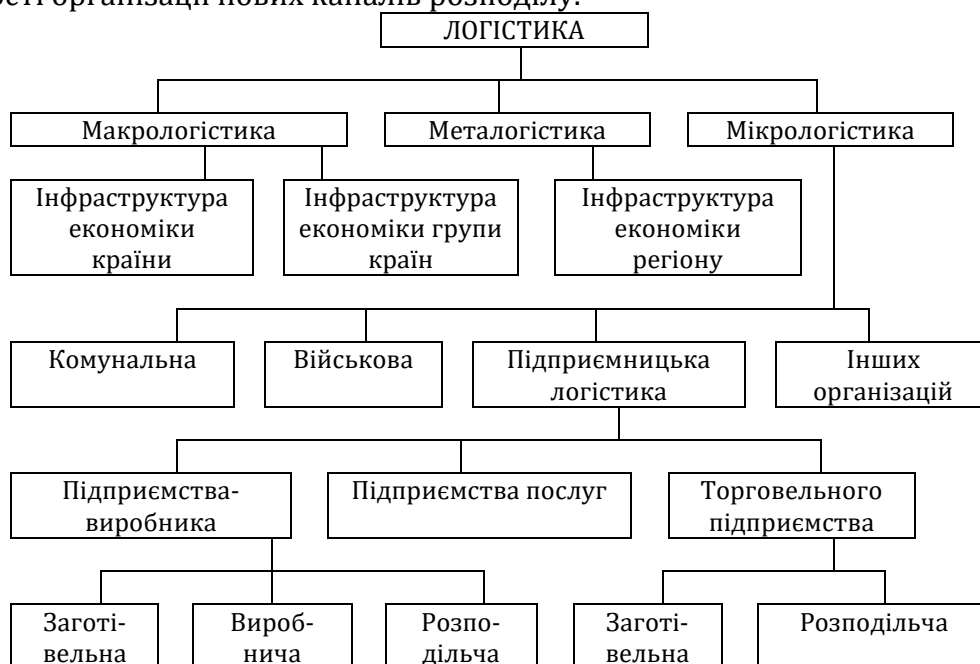 ості організації нових каналів розподілу.
ЛОГІСТИКА
Макрологістика
Металогістика
Мікрологістика
Інфраструктура
економіки
країни
Інфраструктура
економіки групи
країн
Інфраструктура
економіки
регіону
Комунальна
Військова
Підприємницька
логістика
Інших
організацій
Підприємства-
виробника
Підприємства послуг
Торговельного
підприємства
Заготі-
вельна
Вироб-
нича
Розпо-
дільча
Заготі-
вельна
Розподільча